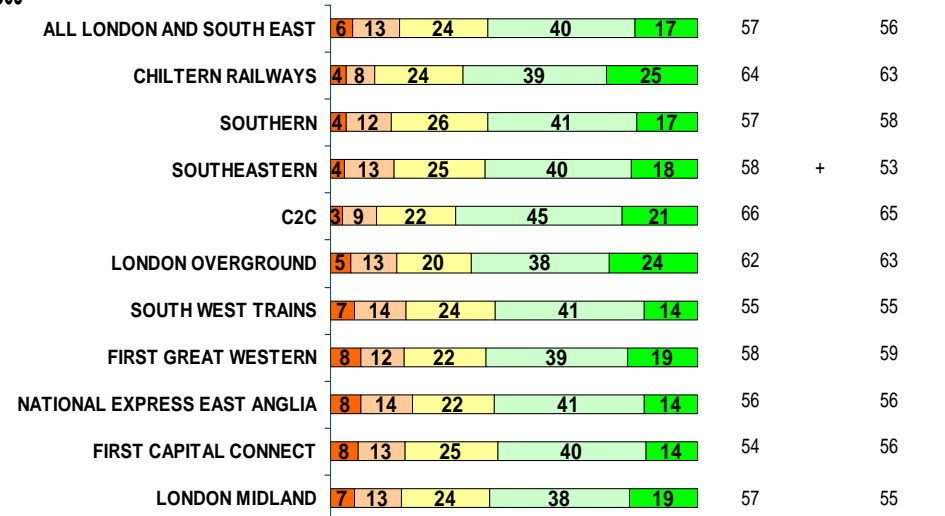 ALL LONDON AND SOUTH EAST 6 13 24 40 17 57 56
CHILTERN RAILWAYS 4 8 24 39 25 64 63
SOUTHERN 4 12 26 41 17 57 58
SOUTHEASTERN 4 13 25 40 18 58 + 53
C2C 3 9 22 45 21 66 65
LONDON OVERGROUND 5 13 20 38 24 62 63
SOUTH WEST TRAINS 7 14 24 41 14 55 55
FIRST GREAT WESTERN 8 12 22 39 19 58 59
NATIONAL EXPRESS EAST ANGLIA 8 14 22 41 14 56 56
FIRST CAPITAL CONNECT 8 13 25 40 14 54 56
LONDON MIDLAND 7 13 24 38 19 57 55